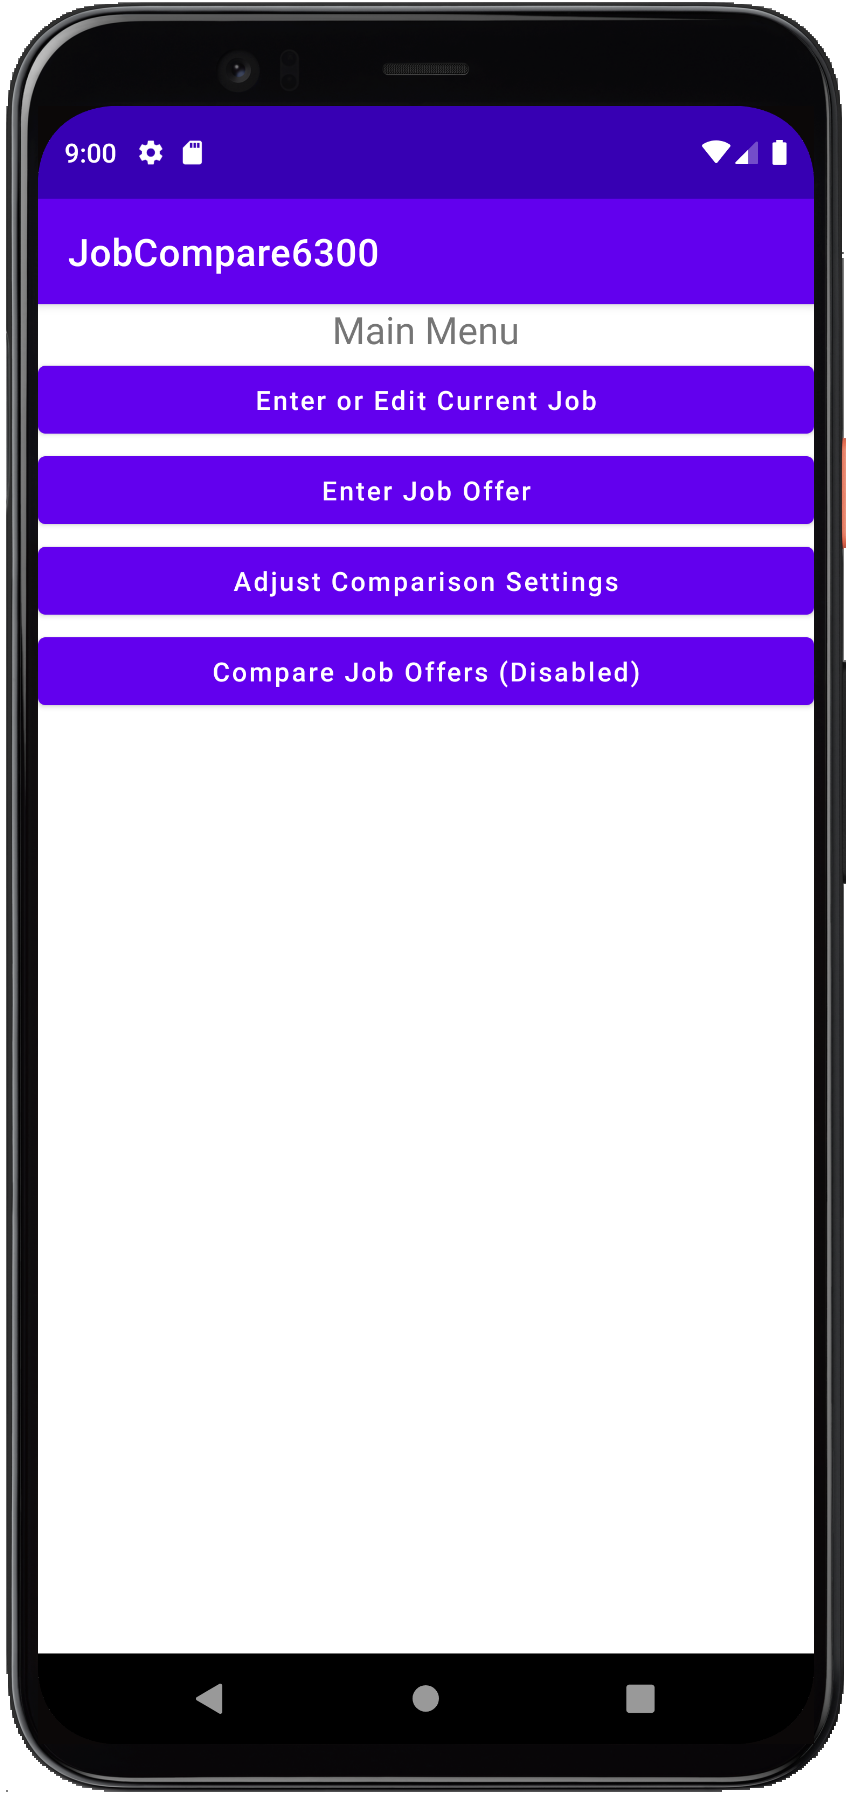 9:00
JobCompare6300
Main Menu
Enter or Edit Current Job
Enter Job Offer
Adjust Comparison Settings
Compare Job Offers (Disabled)